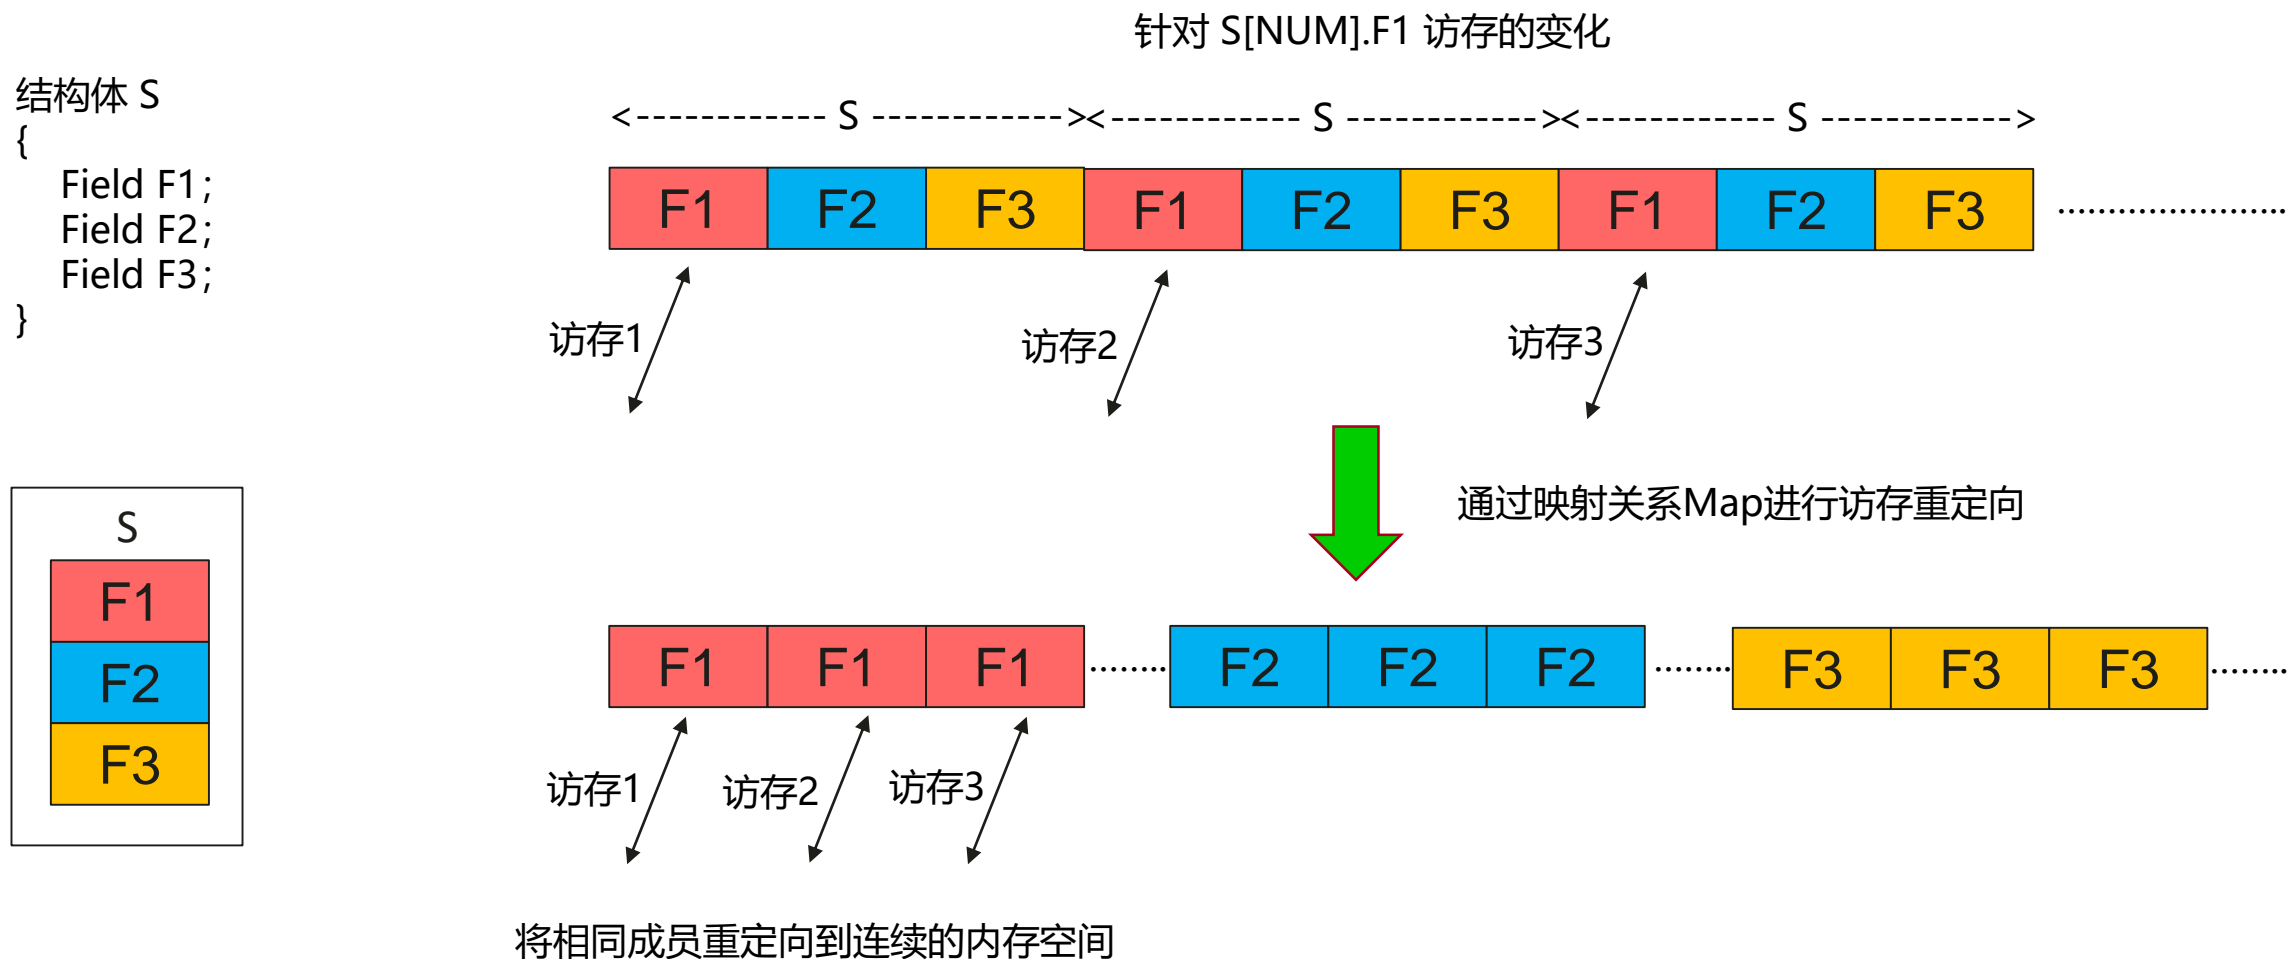 针对 S[NUM].F1 访存的变化
结构体 S
{
Field F1;
Field F2;
Field F3;
}
<------------ S ------------><------------ S ------------><------------ S ------------>
F1 F2 F3 F1 F2 F3 F1 F2 F3 ......................
访存1 访存2 访存3
通过映射关系Map进行访存重定向
S
F1
F2
F3
F1 F1 F1 ........ F2 F2 F2 ........ F3 F3 F3 ........
访存1 访存2 访存3
将相同成员重定向到连续的内存空间